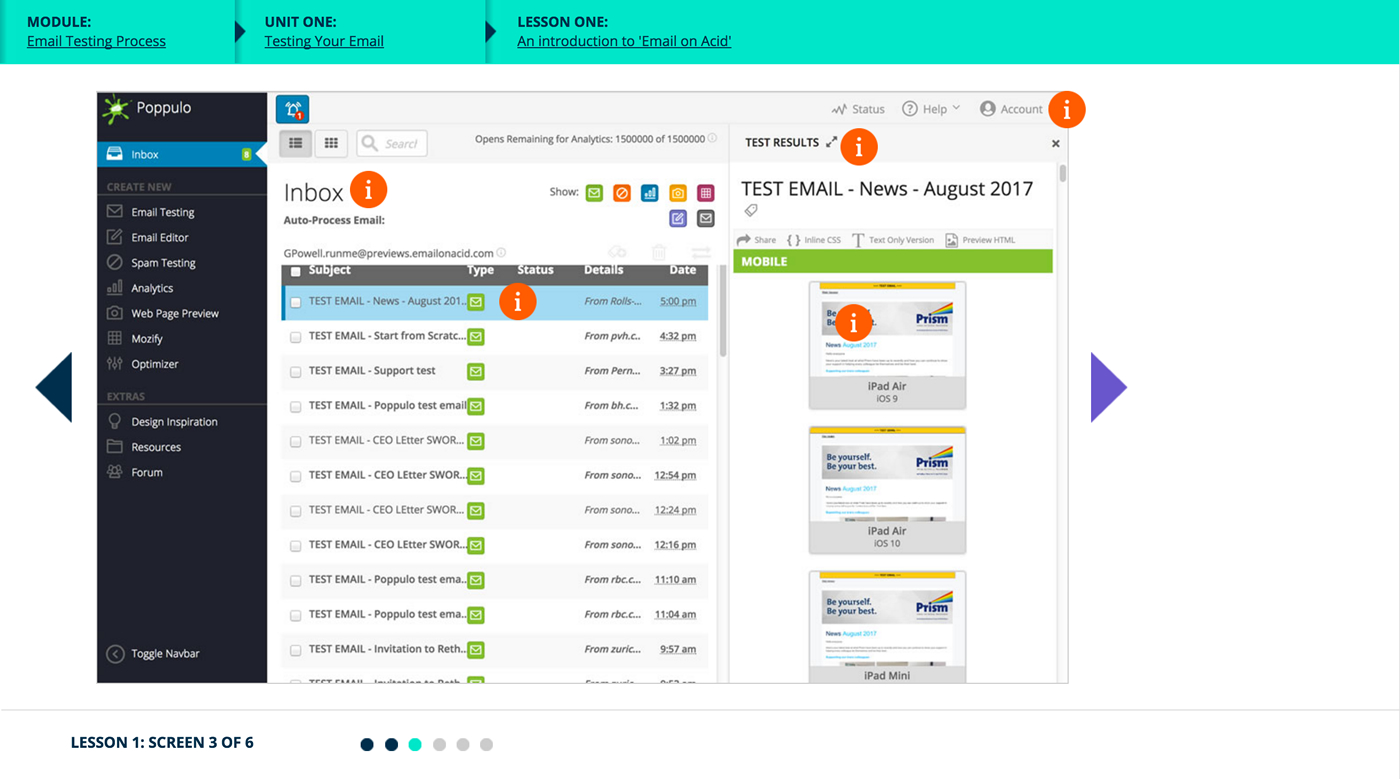 MODULE:
Email Testing Process
UNIT ONE:
Testing Your Email
LESSON ONE:
An introduction to 'Email on Acid'
Poppulo
1
Status
Help
Account
i
Inbox
8
CREATE NEW
Email Testing
Email Editor
Spam Testing
Analytics
Web Page Preview
Mozify
Optimizer
EXTRAS
Design Inspiration
Resources
Forum
Toggle Navbar
Search
Opens Remaining for Analytics: 1500000 of 1500000
Inbox
i
Show:
Auto-Process Email:
GPowell.runme@previews.emailonacid.com
Subject Type Status Details Date
TEST EMAIL - News - August 201... i From Rolls-... 5:00 pm
TEST EMAIL - Start from Scratc... From pvh.c... 4:32 pm
TEST EMAIL - Support test From Pern... 3:27 pm
TEST EMAIL - Poppulo test email From bh.c... 1:32 pm
TEST EMAIL - CEO LEtter SWOR... From sono... 1:02 pm
TEST EMAIL - CEO LEtter SWOR... From sono... 12:54 pm
TEST EMAIL - CEO LEtter SWOR... From sono... 12:24 pm
TEST EMAIL - CEO LEtter SWOR... From sono... 12:16 pm
TEST EMAIL - Poppulo test ema... From rbc.c... 11:10 am
TEST EMAIL - Poppulo test ema... From rbc.c... 11:04 am
TEST EMAIL - Invitation to Reth... From zuric... 9:57 am
TEST RESULTS
i
TEST EMAIL - News - August 2017
Share
{ } Inline CSS
T Text Only Version
Preview HTML
MOBILE
Be
Be
i
Prism
News August 2017
iPad Air
iOS 9
Be yourself.
Be your best.
Prism
News August 2017
iPad Air
iOS 10
Be yourself.
Be your best.
Prism
News August 2017
iPad Mini
LESSON 1: SCREEN 3 OF 6